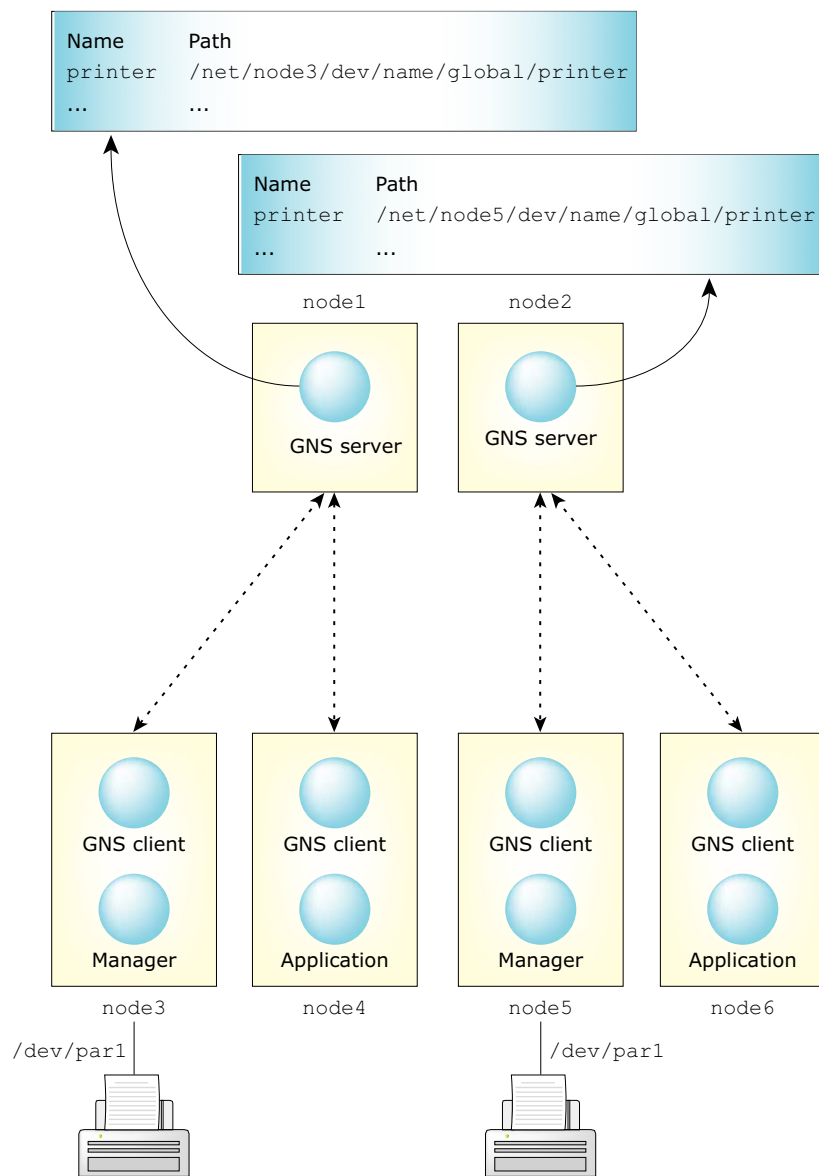 Name Path
printer /net/node3/dev/name/global/printer
... ...
Name Path
printer /net/node5/dev/name/global/printer
... ...
node1 node2
GNS server GNS server
GNS client GNS client GNS client GNS client
Manager Application Manager Application
node3 node4 node5 node6
/dev/par1 /dev/par1